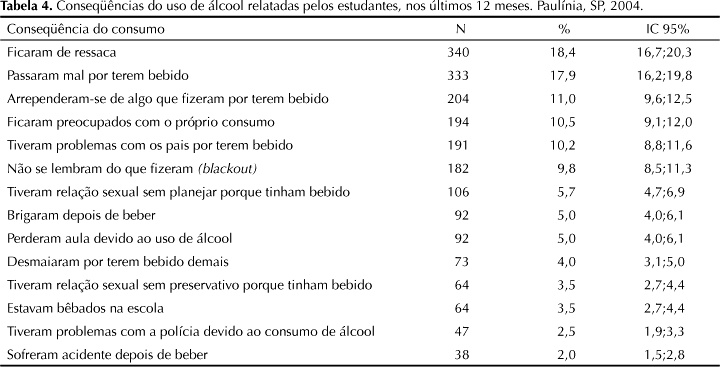 Tabela 4. Conseqüências do uso de álcool relatadas pelos estudantes, nos últimos 12 meses. Paulínia, SP, 2004.
Conseqüência do consumo N % IC 95%
Ficaram de ressaca 340 18,4 16,7;20,3
Passaram mal por terem bebido 333 17,9 16,2;19,8
Arrependeram-se de algo que fizeram por terem bebido 204 11,0 9,6;12,5
Ficaram preocupados com o próprio consumo 194 10,5 9,1;12,0
Tiveram problemas com os pais por terem bebido 191 10,2 8,8;11,6
Não se lembram do que fizeram (blackout) 182 9,8 8,5;11,3
Tiveram relação sexual sem planejar porque tinham bebido 106 5,7 4,7;6,9
Brigaram depois de beber 92 5,0 4,0;6,1
Perderam aula devido ao uso de álcool 92 5,0 4,0;6,1
Desmaiaram por terem bebido demais 73 4,0 3,1;5,0
Tiveram relação sexual sem preservativo porque tinham bebido 64 3,5 2,7;4,4
Estavam bêbados na escola 64 3,5 2,7;4,4
Tiveram problemas com a polícia devido ao consumo de álcool 47 2,5 1,9;3,3
Sofreram acidente depois de beber 38 2,0 1,5;2,8